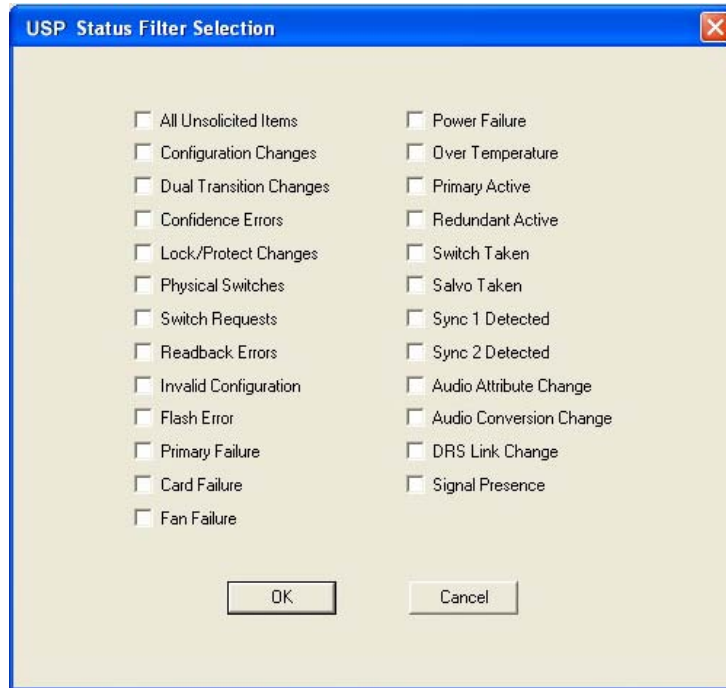 USP Status Filter Selection
All Unsolicited Items
Configuration Changes
Dual Transition Changes
Confidence Errors
Lock/Protect Changes
Physical Switches
Switch Requests
Readback Errors
Invalid Configuration
Flash Error
Primary Failure
Card Failure
Fan Failure
Power Failure
Over Temperature
Primary Active
Redundant Active
Switch Taken
Salvo Taken
Sync 1 Detected
Sync 2 Detected
Audio Attribute Change
Audio Conversion Change
DRS Link Change
Signal Presence
OK
Cancel